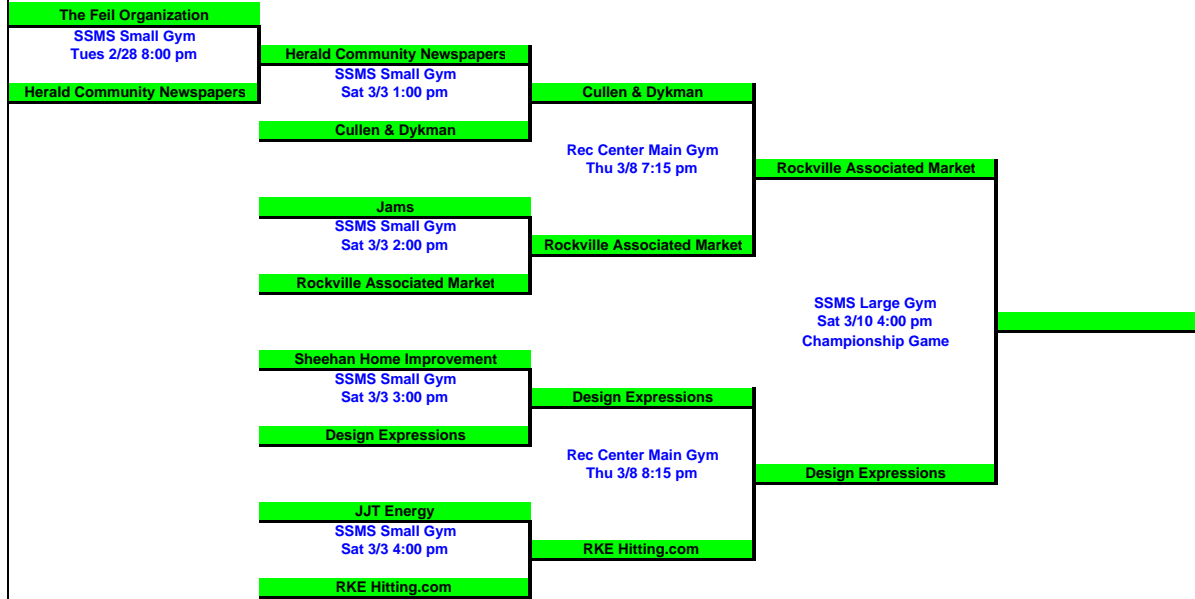 The Feil Organization
SSMS Small Gym
Tues 2/28 8:00 pm
Herald Community Newspapers
Herald Community Newspapers
SSMS Small Gym
Sat 3/3 1:00 pm
Cullen & Dykman
Jams
SSMS Small Gym
Sat 3/3 2:00 pm
Rockville Associated Market
Sheehan Home Improvement
SSMS Small Gym
Sat 3/3 3:00 pm
Design Expressions
JJT Energy
SSMS Small Gym
Sat 3/3 4:00 pm
RKE Hitting.com
Cullen & Dykman
Rec Center Main Gym
Thu 3/8 7:15 pm
Rockville Associated Market
Design Expressions
Rec Center Main Gym
Thu 3/8 8:15 pm
RKE Hitting.com
Rockville Associated Market
SSMS Large Gym
Sat 3/10 4:00 pm
Championship Game
Design Expressions